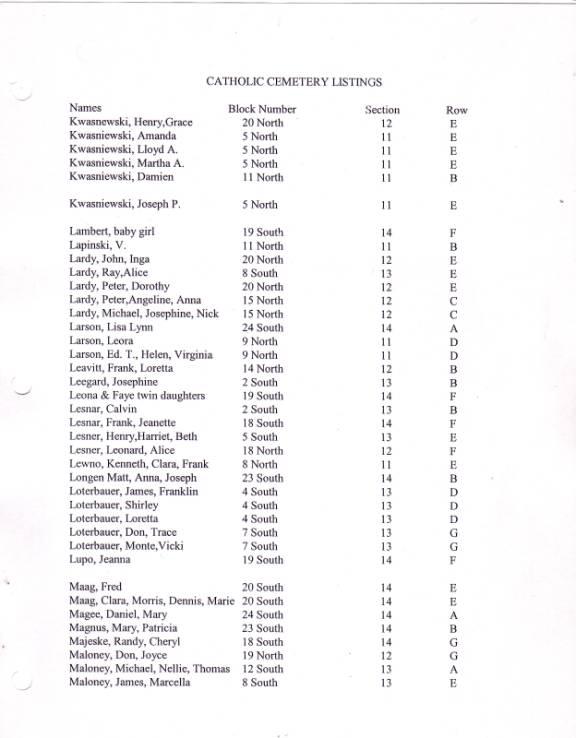 CATHOLIC CEMETERY LISTINGS
Names Block Number Section Row
Kwasnewski, Henry,Grace 20 North 12 E
Kwasniewski, Amanda 5 North 11 E
Kwasniewski, Lloyd A. 5 North 11 E
Kwasniewski, Martha A. 5 North 11 E
Kwasniewski, Damien 11 North 11 B
Kwasniewski, Joseph P. 5 North 11 E
Lambert, baby girl 19 South 14 F
Lapinski, V. 11 North 11 B
Lardy, John, Inga 20 North 12 E
Lardy, Ray,Alice 8 South 13 E
Lardy, Peter, Dorothy 20 North 12 E
Lardy, Peter,Angeline, Anna 15 North 12 C
Lardy, Michael, Josephine, Nick 15 North 12 C
Larson, Lisa Lynn 24 South 14 A
Larson, Leora 9 North 11 D
Larson, Ed. T., Helen, Virginia 9 North 11 D
Leavitt, Frank, Loretta 14 North 12 B
Leegard, Josephine 2 South 13 B
Leona & Faye twin daughters 19 South 14 F
Lesnar, Calvin 2 South 13 B
Lesnar, Frank, Jeanette 18 South 14 F
Lesner, Henry,Harriet, Beth 5 South 13 E
Lesner, Leonard, Alice 18 North 12 F
Lewno, Kenneth, Clara, Frank 8 North 11 E
Longen Matt, Anna, Joseph 23 South 14 B
Loterbauer, James, Franklin 4 South 13 D
Loterbauer, Shirley 4 South 13 D
Loterbauer, Loretta 4 South 13 D
Loterbauer, Don, Trace 7 South 13 G
Loterbauer, Monte,Vicki 7 South 13 G
Lupo, Jeanna 19 South 14 F
Maag, Fred 20 South 14 E
Maag, Clara, Morris, Dennis, Marie 20 South 14 E
Magee, Daniel, Mary 24 South 14 A
Magnus, Mary, Patricia 23 South 14 B
Majeske, Randy, Cheryl 18 South 14 G
Maloney, Don, Joyce 19 North 12 G
Maloney, Michael, Nellie, Thomas 12 South 13 A
Maloney, James, Marcella 8 South 13 E